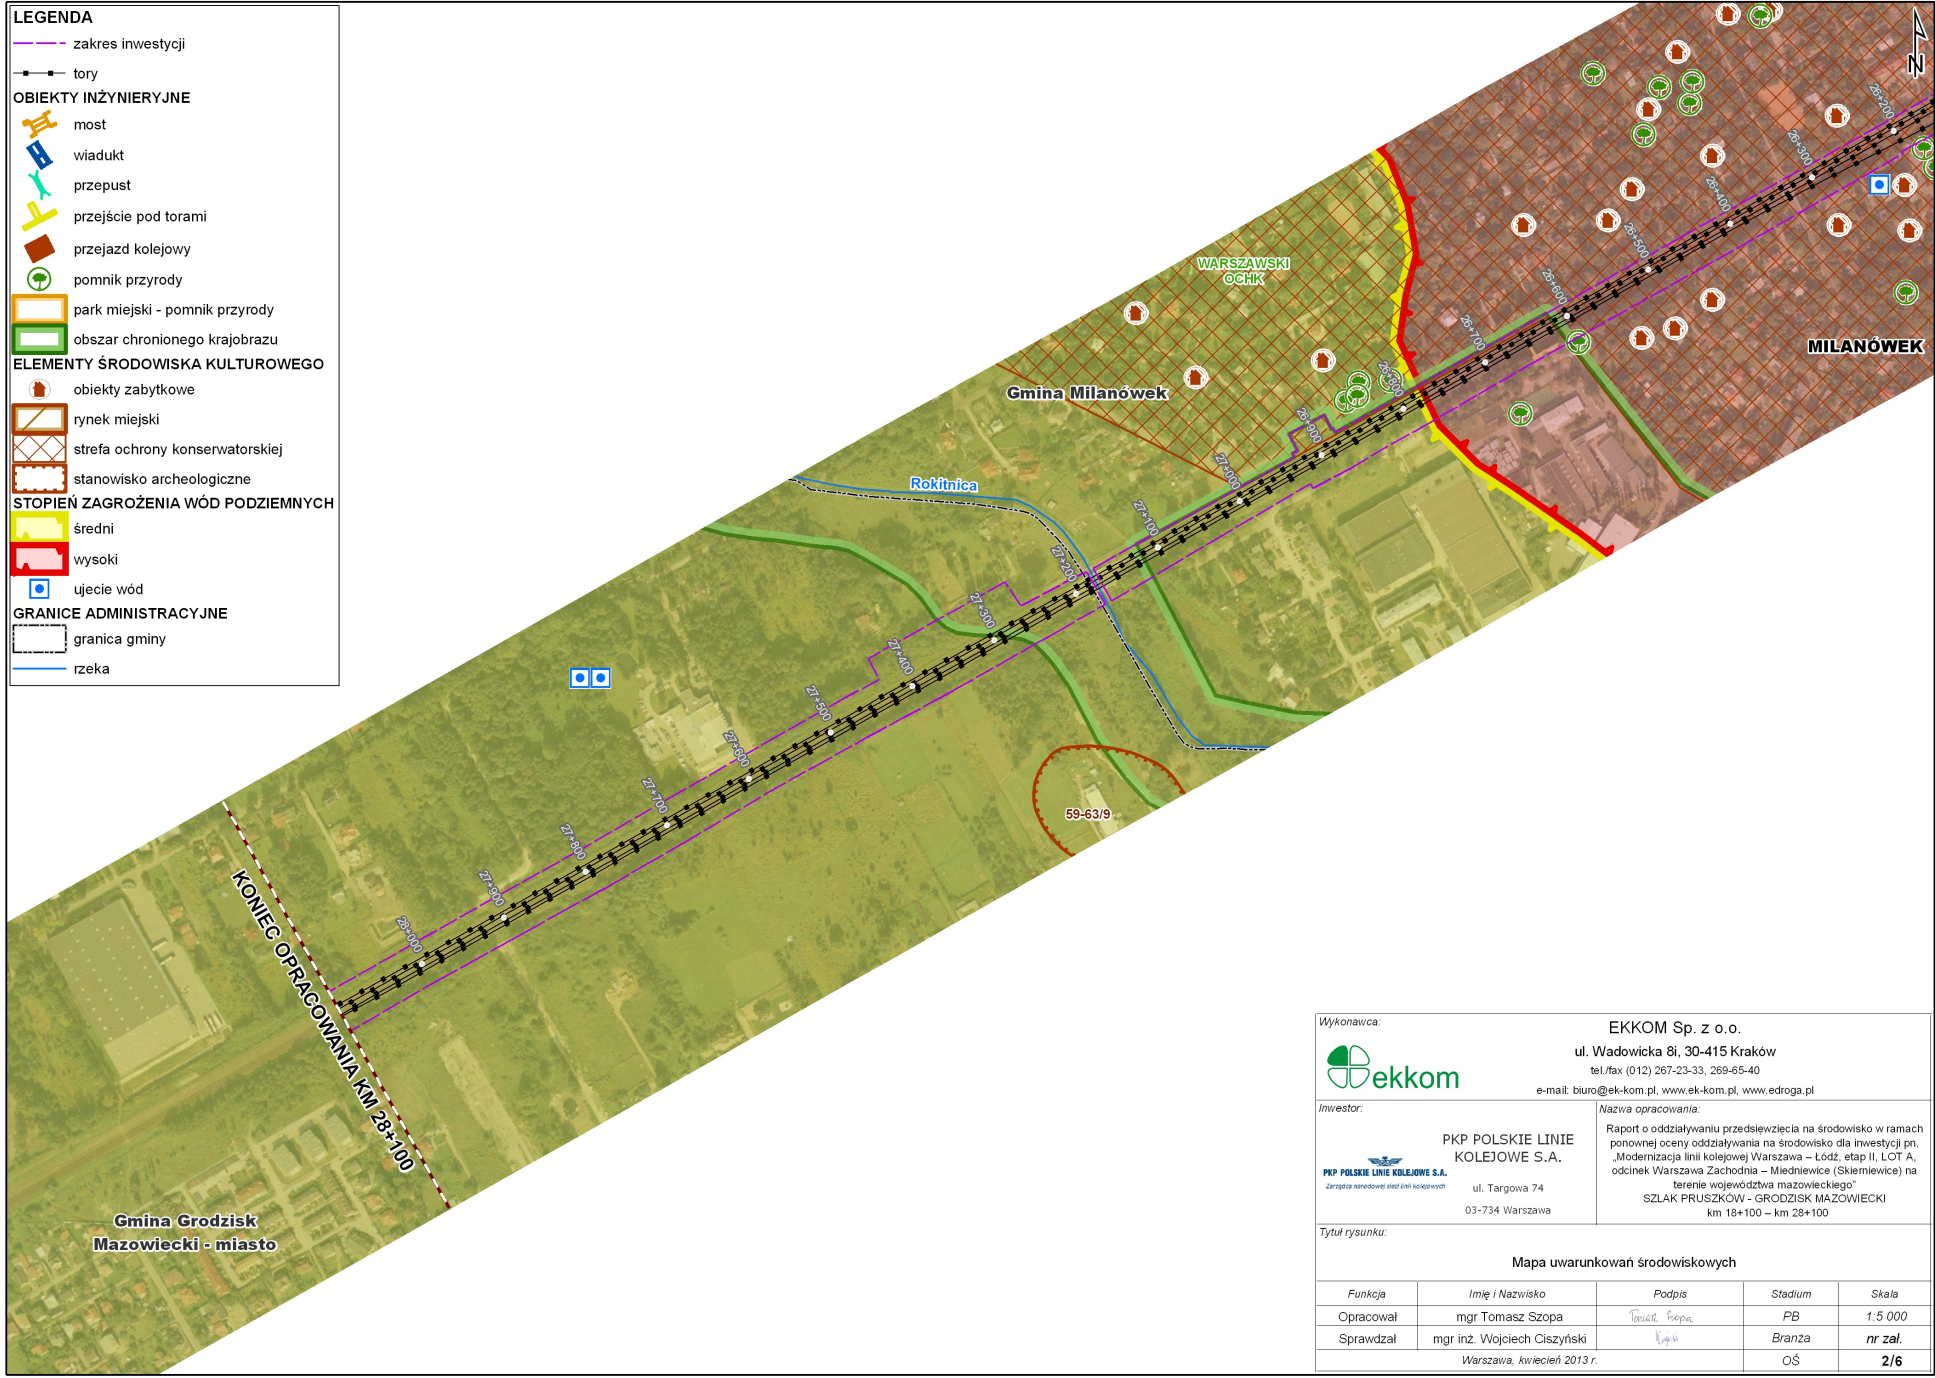 LEGENDA
zakres inwestycji
tory
OBIEKTY INŻYNIERYJNE
most
wiadukt
przepust
przejście pod torami
przejazd kolejowy
pomnik przyrody
park miejski - pomnik przyrody
obszar chronionego krajobrazu
ELEMENTY ŚRODOWISKA KULTUROWEGO
obiekty zabytkowe
rynek miejski
strefa ochrony konserwatorskiej
stanowisko archeologiczne
STOPIEŃ ZAGROŻENIA WÓD PODZIEMNYCH
średni
wysoki
ujecie wód
GRANICE ADMINISTRACYJNE
granica gminy
rzeka
N
26+200
26+300
26+400
26+500
26+600
26+700
26+800
26+900
27+000
27+100
27+200
27+300
27+400
27+500
27+600
27+700
27+800
27+900
28+000
WARSZAWSKI
OCHK
MILANÓWEK
Gmina Milanówek
Rokitnica
59-63/9
KONIEC OPRACOWANIA KM 28+100
Gmina Grodzisk
Mazowiecki - miasto
Wykonawca:
EKKOM Sp. z o.o.
ul. Wadowicka 8i, 30-415 Kraków
tel./fax (012) 267-23-33, 269-65-40
e-mail: biuro@ek-kom.pl, www.ek-kom.pl, www.edroga.pl
ekkom
Inwestor:
PKP POLSKIE LINIE
KOLEJOWE S.A.
PKP POLSKIE LINIE KOLEJOWE S.A.
Zarządca narodowej sieci linii kolejowych
ul. Targowa 74
03-734 Warszawa
Nazwa opracowania:
Raport o oddziaływaniu przedsięwzięcia na środowisko w ramach
ponownej oceny oddziaływania na środowisko dla inwestycji pn.
„Modernizacja linii kolejowej Warszawa – Łódź, etap II, LOT A,
odcinek Warszawa Zachodnia – Miedniewice (Skierniewice) na
terenie województwa mazowieckiego”
SZLAK PRUSZKÓW - GRODZISK MAZOWIECKI
km 18+100 – km 28+100
Tytuł rysunku:
Mapa uwarunkowań środowiskowych
Funkcja Imię i Nazwisko Podpis Stadium Skala
Opracował mgr Tomasz Szopa Tomasz Szopa PB 1:5 000
Sprawdzał mgr inż. Wojciech Ciszyński Branża nr zał.
Warszawa, kwiecień 2013 r. OŚ 2/6